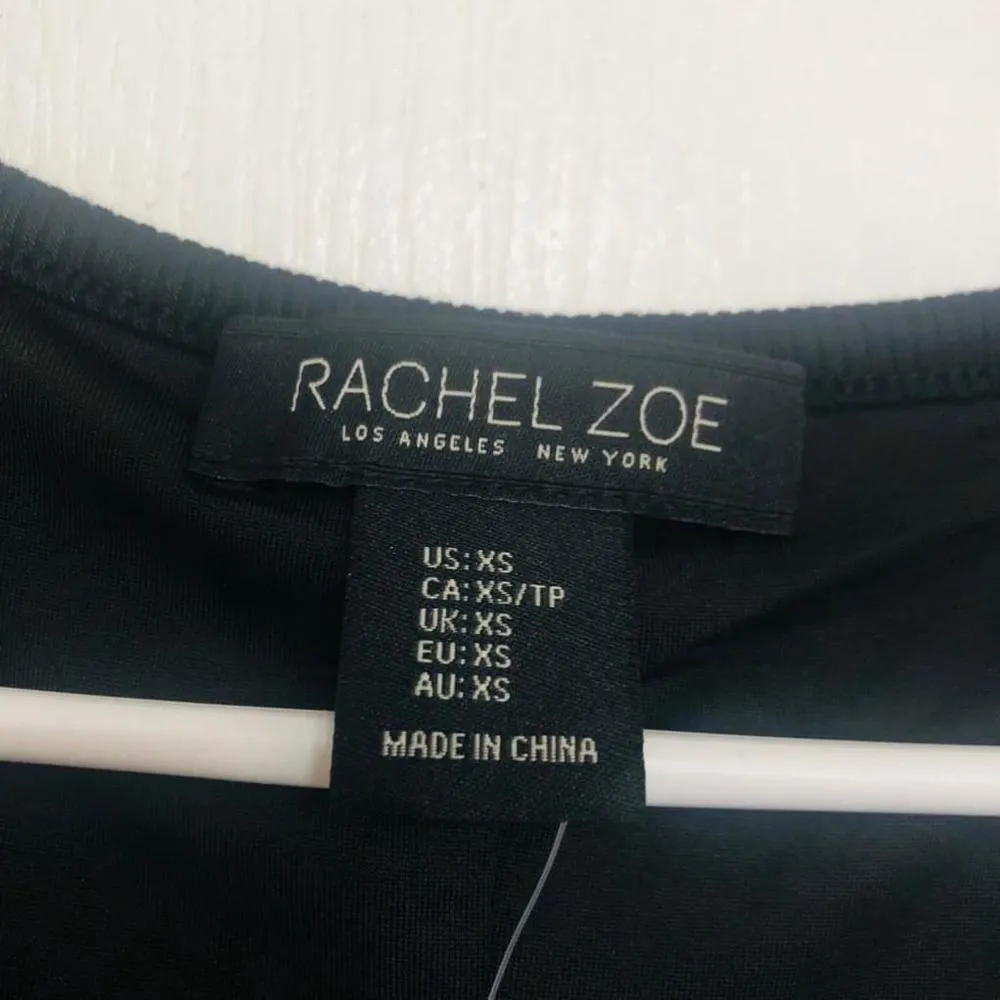 RACHEL ZOE
LOS ANGELES NEW YORK
US: XS
CA: XS/TP
UK: XS
EU: XS
AU: XS
MADE IN CHINA